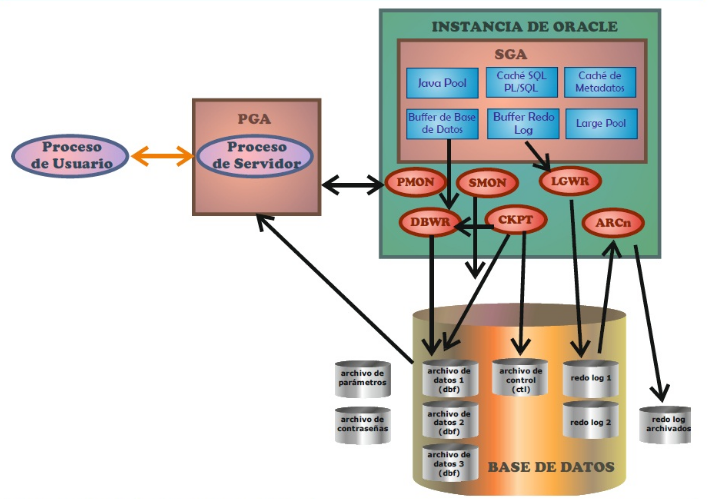 INSTANCIA DE ORACLE
SGA
Java Pool
Caché SQL
PL/SQL
Caché de
Metadatos
Buffer de Base
de Datos
Buffer Redo
Log
Large Pool
PGA
Proceso
de Usuario
Proceso
de Servidor
PMON
SMON
LGWR
DBWR
CKPT
ARCn
archivo de
parámetros
archivo de
contraseñas
archivo de
datos 1
(dbf)
archivo de
datos 2
(dbf)
archivo de
datos 3
(dbf)
archivo de
control
(ctl)
redo log 1
redo log 2
redo log
archivados
BASE DE DATOS